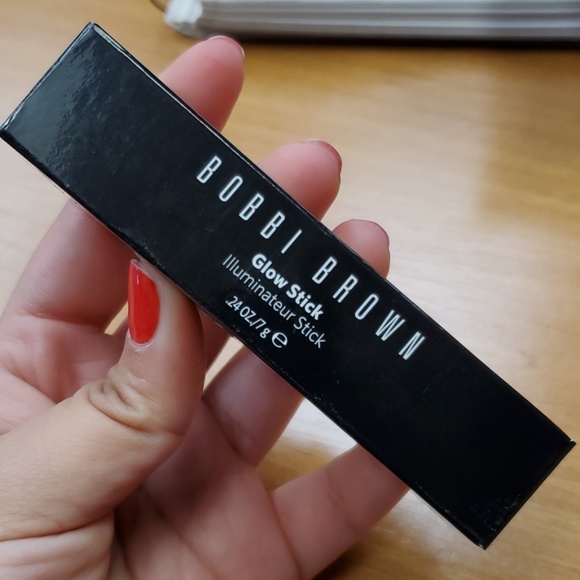 BOBBI BROWN
Glow Stick
Illuminateur Stick
.24 OZ./7 g ℮